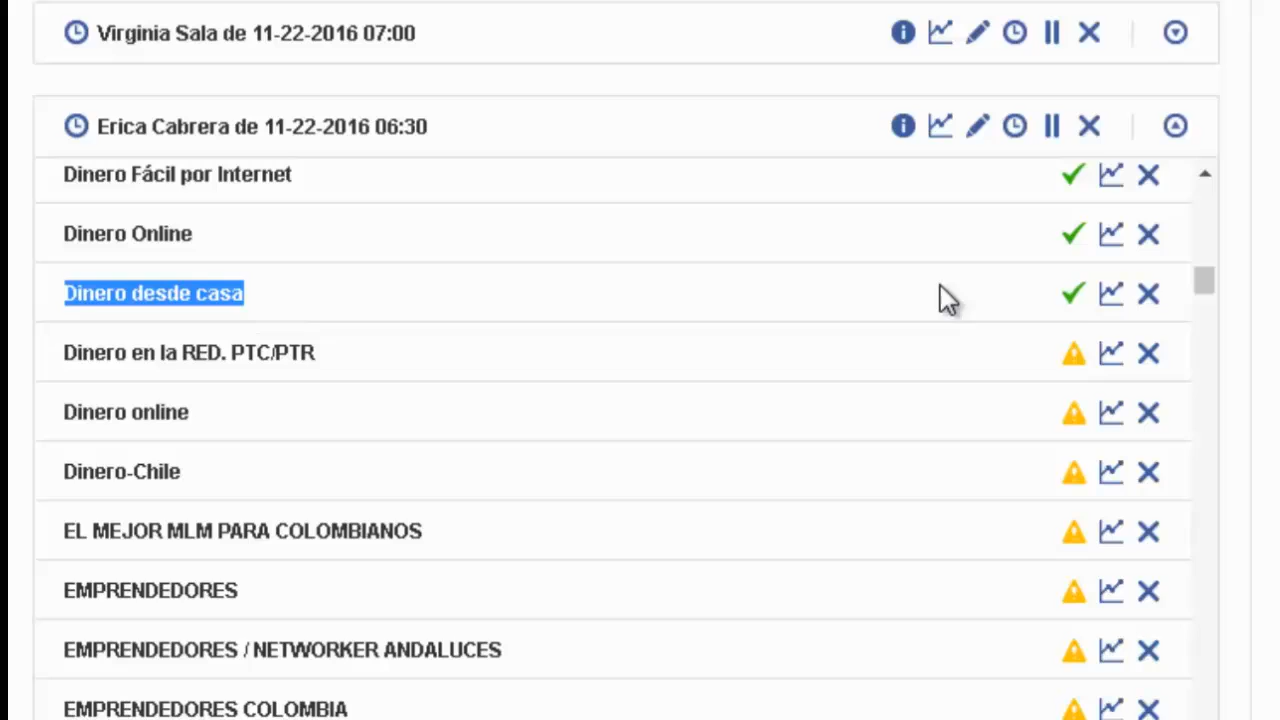 Virginia Sala de 11-22-2016 07:00
Erica Cabrera de 11-22-2016 06:30
Dinero Fácil por Internet
Dinero Online
Dinero desde casa
Dinero en la RED. PTC/PTR
Dinero online
Dinero-Chile
EL MEJOR MLM PARA COLOMBIANOS
EMPRENDEDORES
EMPRENDEDORES / NETWORKER ANDALUCES
EMPRENDEDORES COLOMBIA